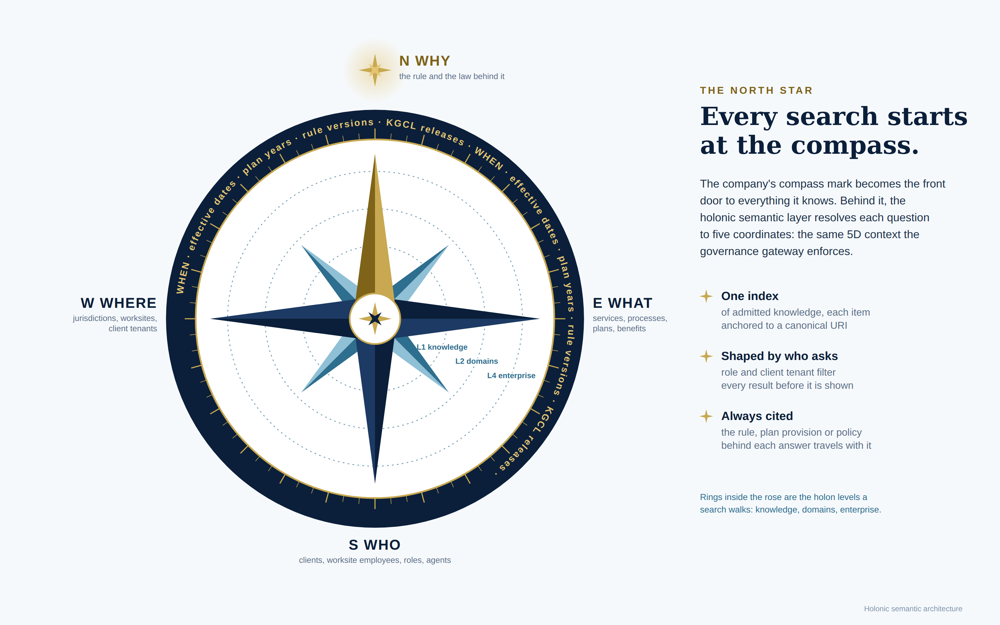 N WHY
the rule and the law behind it
WHEN · effective dates · plan years · rule versions · KGCL releases · WHEN · effective dates · plan years · rule versions · KGCL releases ·
W WHERE
jurisdictions, worksites,
client tenants
E WHAT
services, processes,
plans, benefits
L1 knowledge
L2 domains
L4 enterprise
S WHO
clients, worksite employees, roles, agents
THE NORTH STAR
Every search starts
at the compass.
The company's compass mark becomes the front
door to everything it knows. Behind it, the
holonic semantic layer resolves each question
to five coordinates: the same 5D context the
governance gateway enforces.
One index
of admitted knowledge, each item
anchored to a canonical URI
Shaped by who asks
role and client tenant filter
every result before it is shown
Always cited
the rule, plan provision or policy
behind each answer travels with it
Rings inside the rose are the holon levels a
search walks: knowledge, domains, enterprise.
Holonic semantic architecture